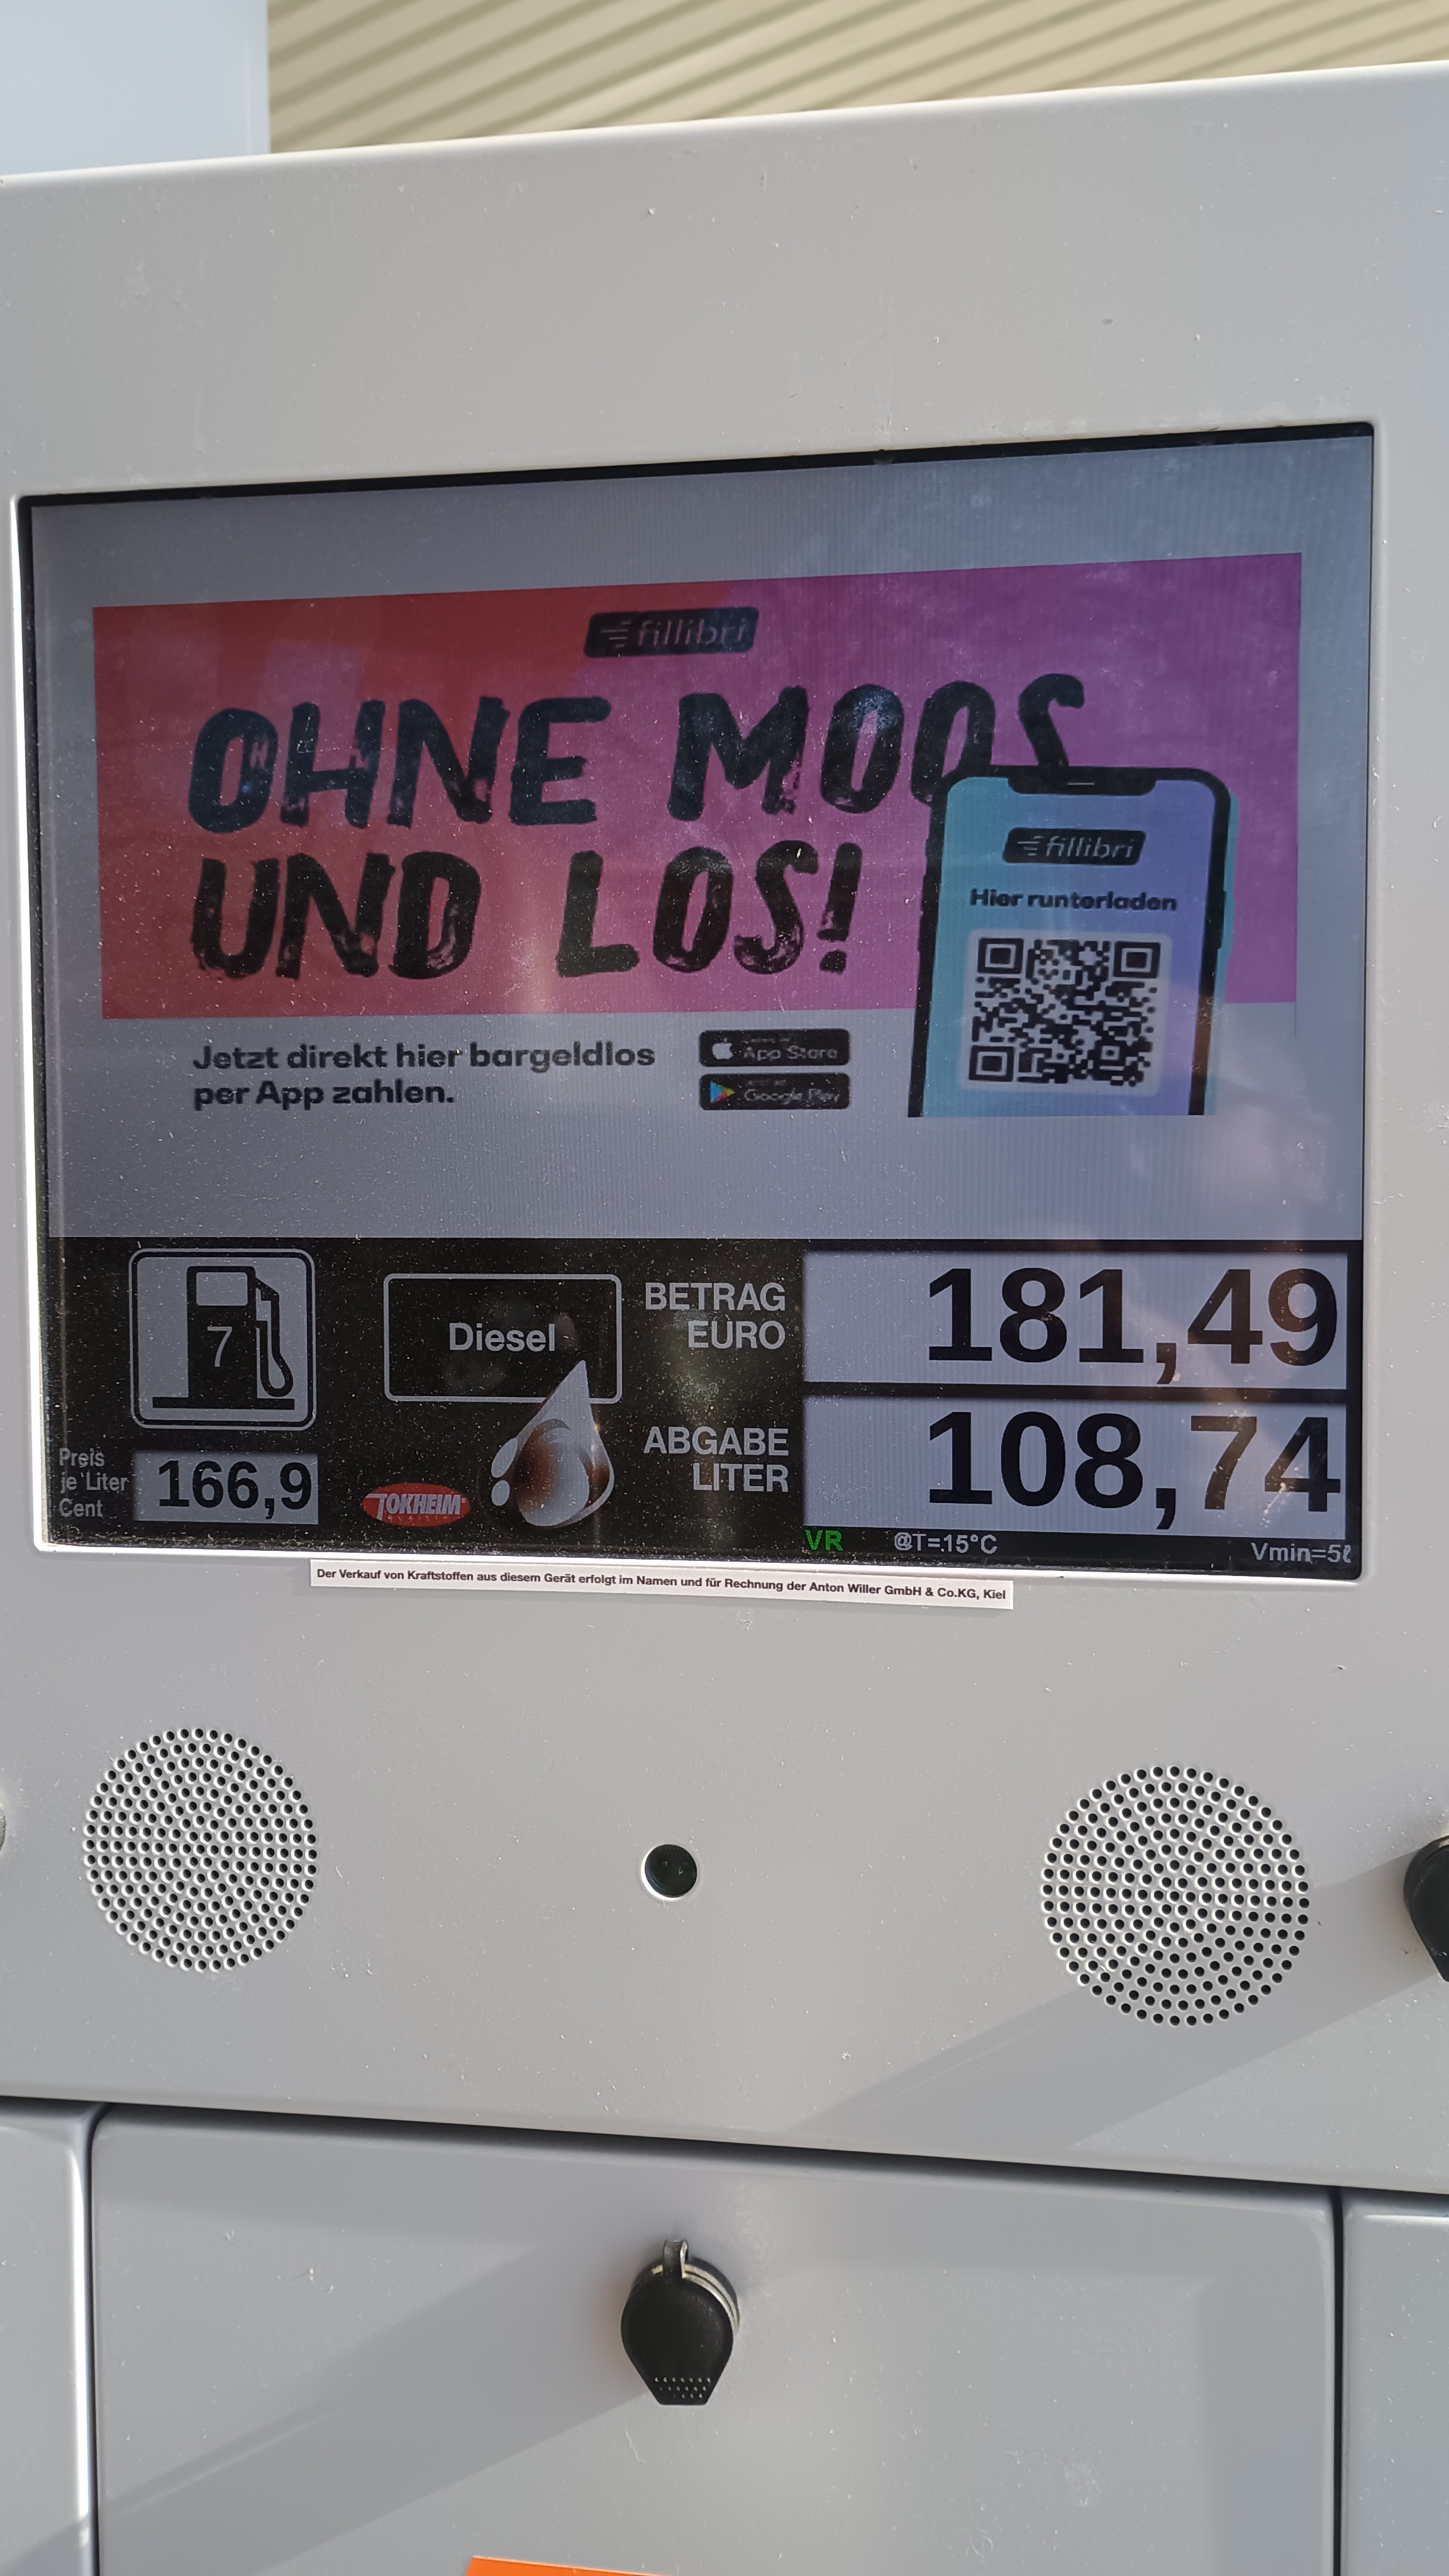 fillibri
OHNE MOOS
UND LOS!
fillibri
Hier runterladen
Jetzt direkt hier bargeldlos
per App zahlen.
App Store
Google Play
7
Diesel
BETRAG
EURO
181,49
ABGABE
LITER
108,74
Preis
je Liter
Cent
166,9
TOKHEIM
VR @T=15°C Vmin=5ℓ
Der Verkauf von Kraftstoffen aus diesem Gerät erfolgt im Namen und für Rechnung der Anton Willer GmbH & Co.KG, Kiel